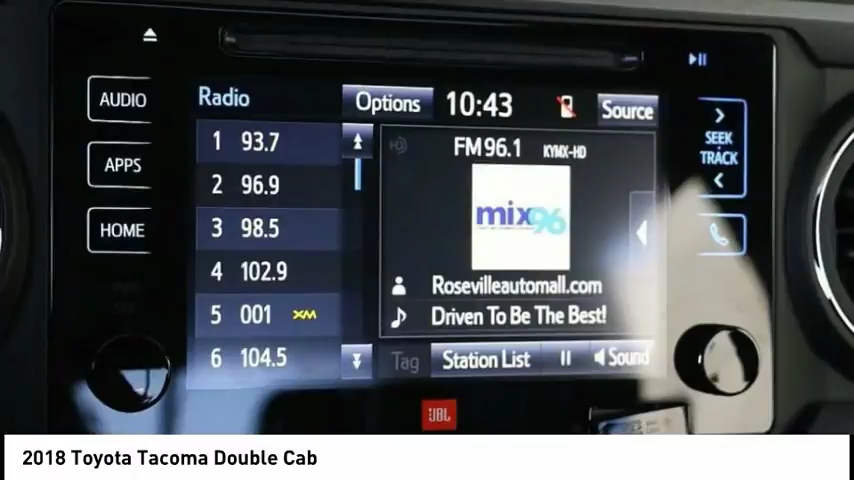 AUDIO
APPS
HOME
Radio
Options
10:43
Source
1 93.7
2 96.9
3 98.5
4 102.9
5 001 XM
6 104.5
FM 96.1 KYMX-HD
mix96
Rosevilleautomall.com
Driven To Be The Best!
Tag
Station List
Sound
SEEK
TRACK
JBL
2018 Toyota Tacoma Double Cab